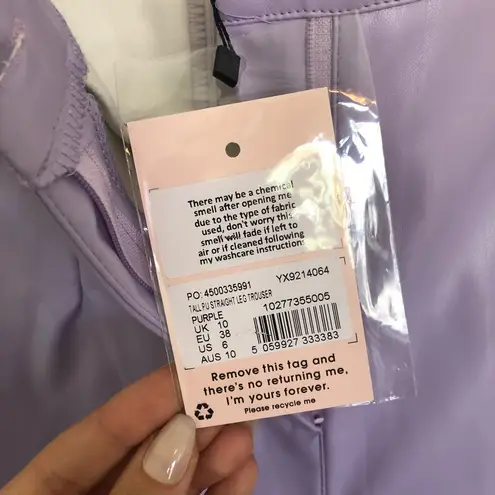 There may be a chemical
smell after opening me
due to the type of fabric
used, don't worry this
smell will fade if left to
air or if cleaned following
my washcare instructions
PO: 4500335991 YX9214064
TALL PU STRAIGHT LEG TROUSER
PURPLE 10277355005
UK 10
EU 38
US 6
AUS 10 5 059927 333383
Remove this tag and
there's no returning me,
I'm yours forever.
Please recycle me